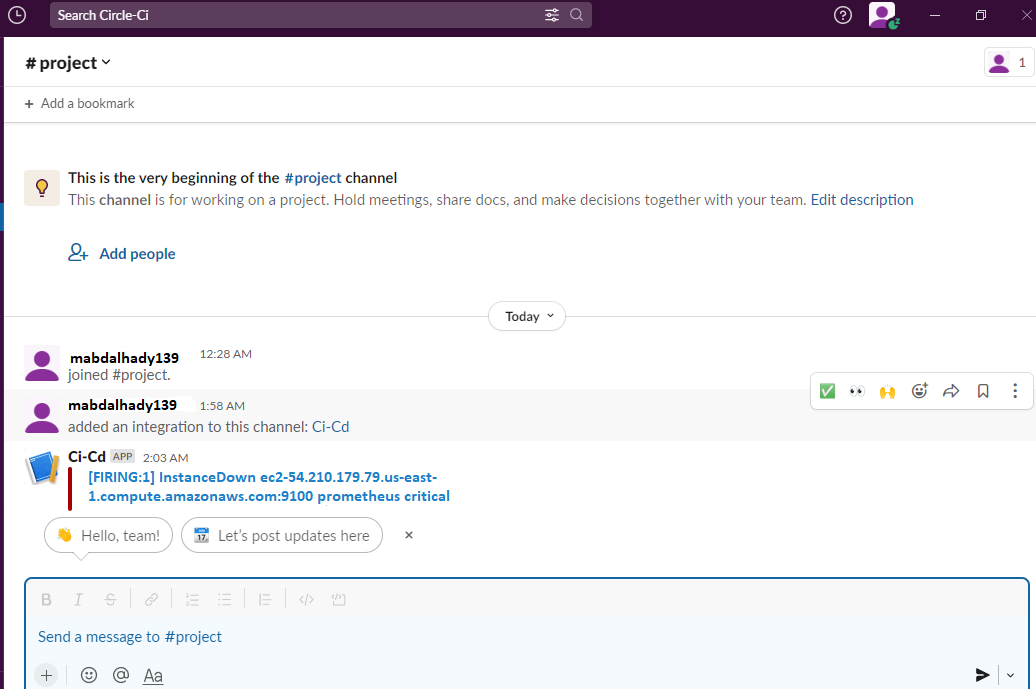 Search Circle-Ci
# project
1
+ Add a bookmark
This is the very beginning of the #project channel
This channel is for working on a project. Hold meetings, share docs, and make decisions together with your team. Edit description
Add people
Today
mabdalhady139 12:28 AM
joined #project.
mabdalhady139 1:58 AM
added an integration to this channel: Ci-Cd
Ci-Cd APP 2:03 AM
[FIRING:1] InstanceDown ec2-54.210.179.79.us-east-
1.compute.amazonaws.com:9100 prometheus critical
👋 Hello, team! 📅 17 Let's post updates here ×
B I S
Send a message to #project
+ @ Aa